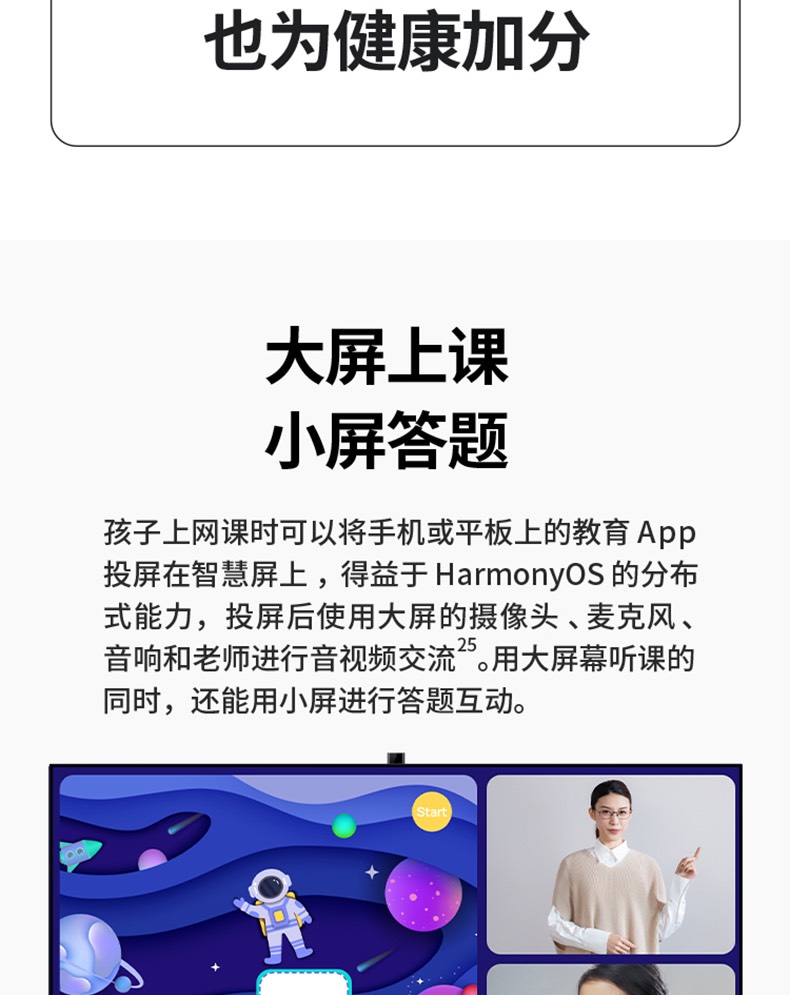 也为健康加分
大屏上课
小屏答题
孩子上网课时可以将手机或平板上的教育 App
投屏在智慧屏上，得益于 HarmonyOS 的分布
式能力，投屏后使用大屏的摄像头、麦克风、
音响和老师进行音视频交流25。用大屏幕听课的
同时，还能用小屏进行答题互动。
Start